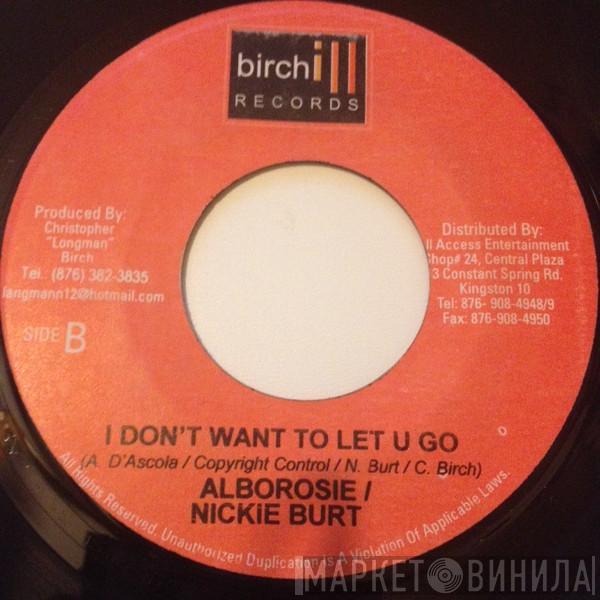 birchill
RECORDS
Produced By:
Christopher
"Longman"
Birch
Tel.: (876) 382-3835
langmann12@hotmail.com
SIDE B
Distributed By:
ll Access Entertainment
Shop# 24, Central Plaza
3 Constant Spring Rd.
Kingston 10
Tel: 876- 908-4948/9
Fax: 876-908-4950
I DON'T WANT TO LET U GO
(A. D'Ascola / Copyright Control / N. Burt / C. Birch)
ALBOROSIE /
NICKiE BURT
All Rights Reserved. Unauthorized Duplication Is A Violation Of Applicable Laws.
МАРКЕТ ВИНИЛА